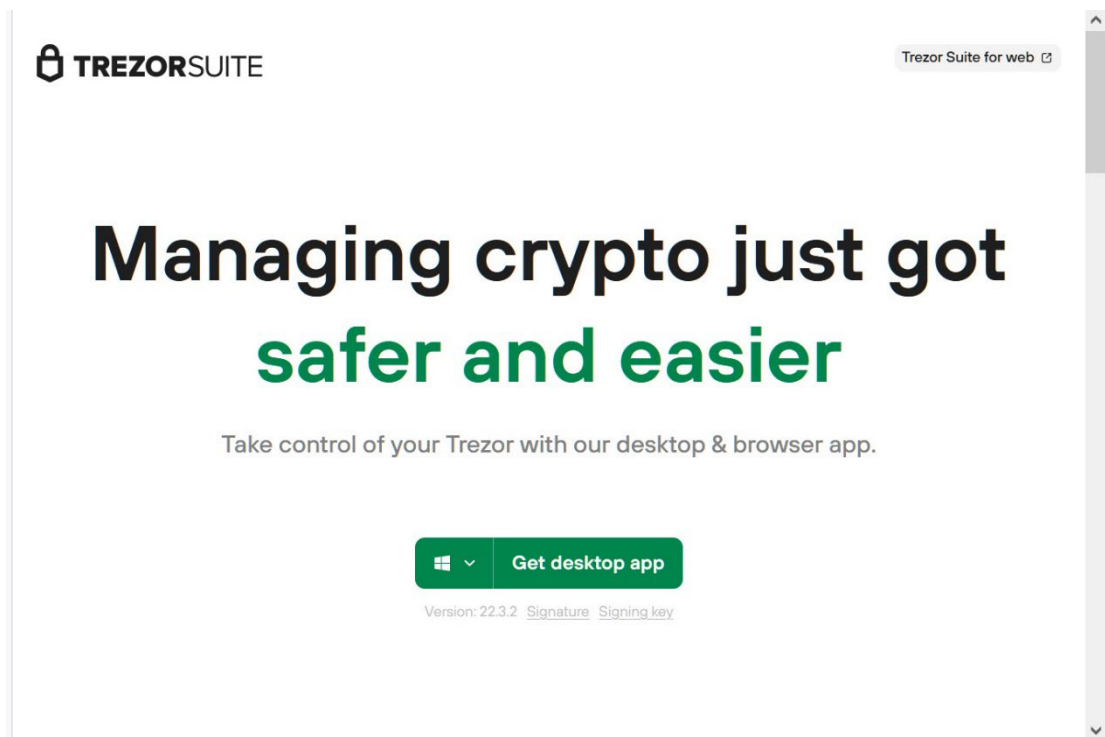 TREZORSUITE
Trezor Suite for web
Managing crypto just got
safer and easier
Take control of your Trezor with our desktop & browser app.
Get desktop app
Version: 22.3.2 Signature Signing key